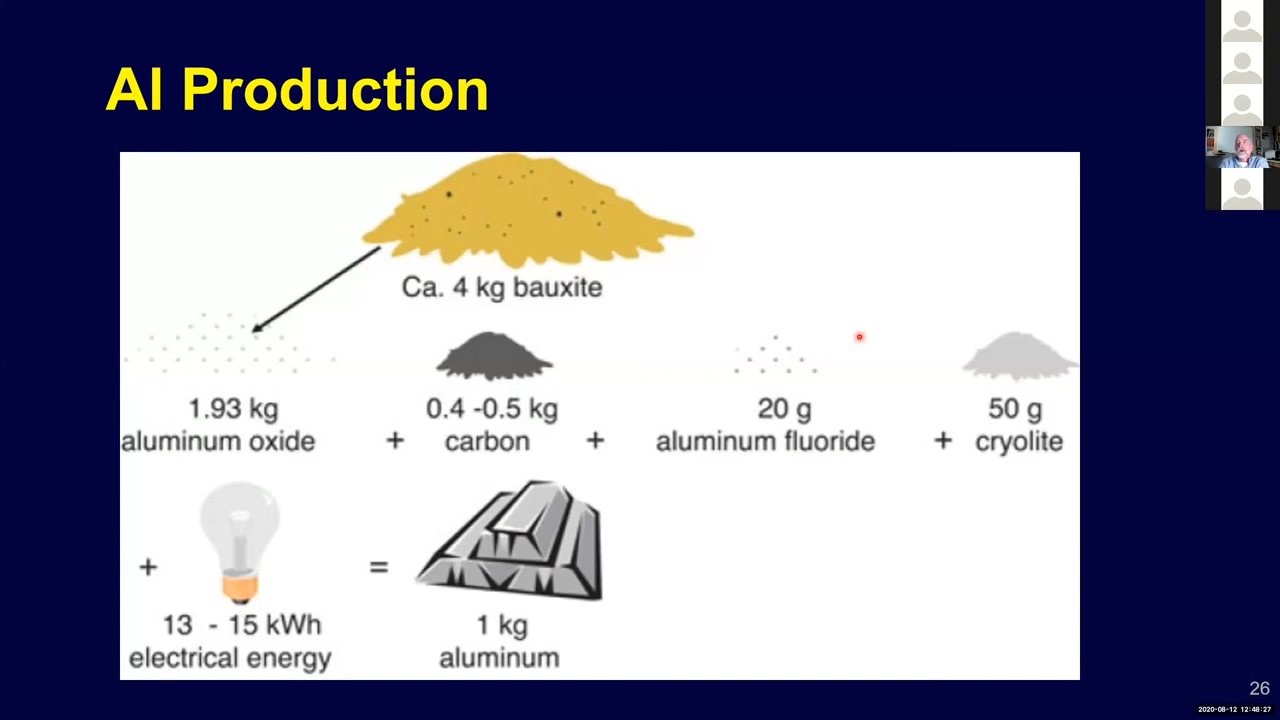 Al Production
Ca. 4 kg bauxite
1.93 kg 0.4 -0.5 kg 20 g 50 g
aluminum oxide + carbon + aluminum fluoride + cryolite
+ =
13 - 15 kWh 1 kg
electrical energy aluminum
26
2020-08-12 12:48:27